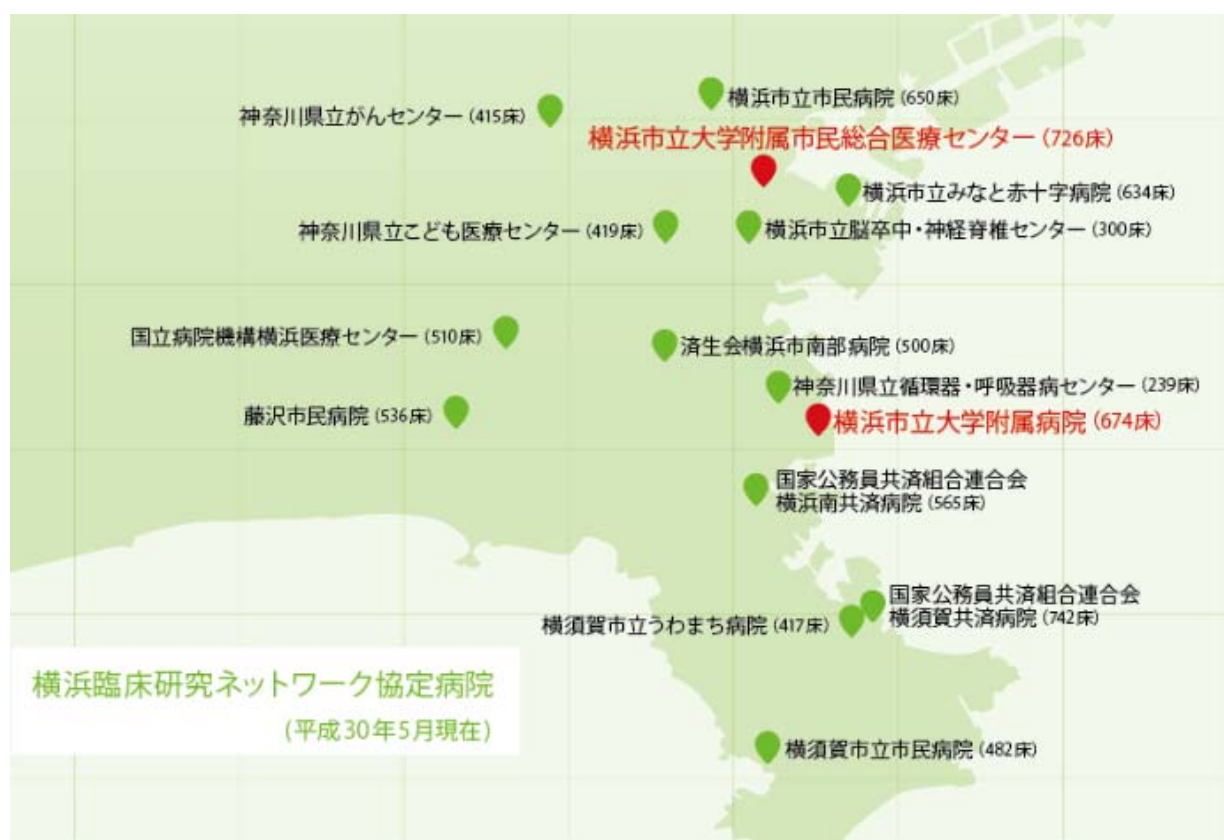 横浜市立市民病院 (650床)
神奈川県立がんセンター (415床)
横浜市立大学附属市民総合医療センター (726床)
横浜市立みなと赤十字病院 (634床)
神奈川県立こども医療センター (419床)
横浜市立脳卒中・神経脊椎センター (300床)
国立病院機構横浜医療センター (510床)
済生会横浜市南部病院 (500床)
神奈川県立循環器・呼吸器病センター (239床)
藤沢市民病院 (536床)
横浜市立大学附属病院 (674床)
国家公務員共済組合連合会
横浜南共済病院 (565床)
国家公務員共済組合連合会
横須賀共済病院 (742床)
横須賀市立うわまち病院 (417床)
横浜臨床研究ネットワーク協定病院
(平成30年5月現在)
横須賀市立市民病院 (482床)